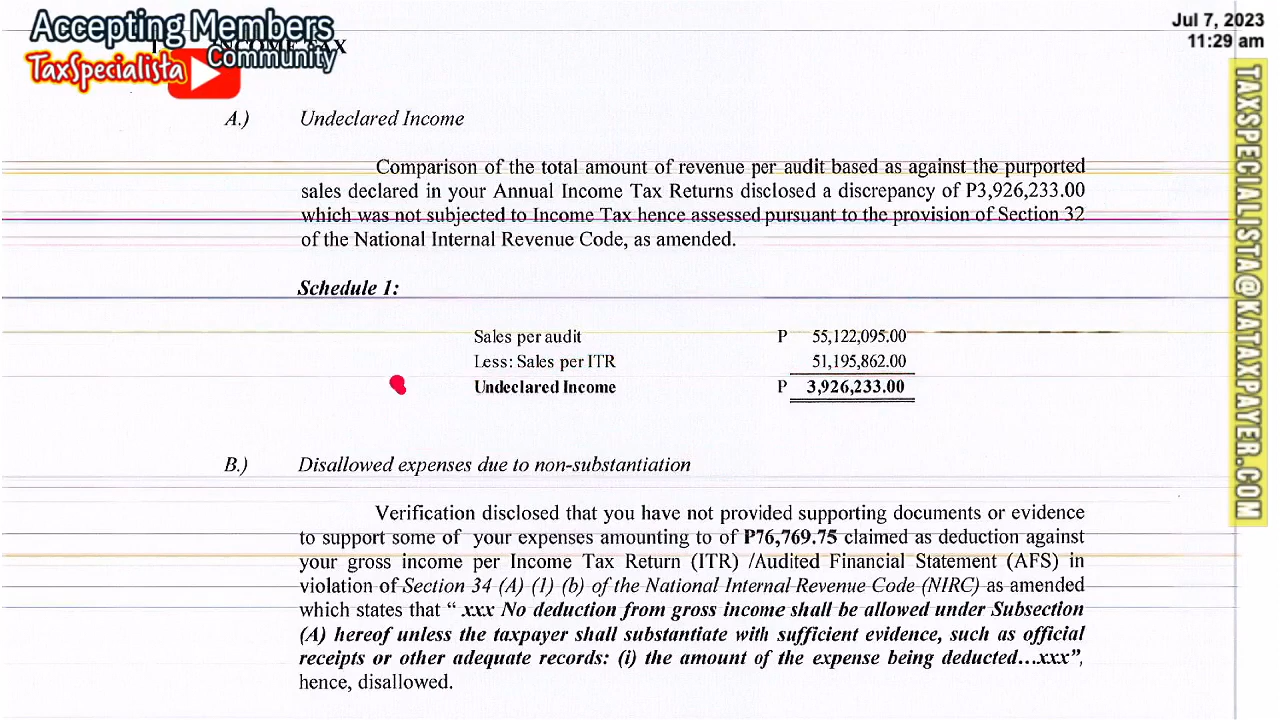 Accepting Members
Community
TaxSpecialista
INCOME TAX
Jul 7, 2023
11:29 am
TAXSPECIALISTA@KATAXPAYER.COM
A.) Undeclared Income
Comparison of the total amount of revenue per audit based as against the purported
sales declared in your Annual Income Tax Returns disclosed a discrepancy of P3,926,233.00
which was not subjected to Income Tax hence assessed pursuant to the provision of Section 32
of the National Internal Revenue Code, as amended.
Schedule 1:
Sales per audit P 55,122,095.00
Less: Sales per ITR 51,195,862.00
Undeclared Income P 3,926,233.00
B.) Disallowed expenses due to non-substantiation
Verification disclosed that you have not provided supporting documents or evidence
to support some of your expenses amounting to of P76,769.75 claimed as deduction against
your gross income per Income Tax Return (ITR) /Audited Financial Statement (AFS) in
violation of Section 34 (A) (1) (b) of the National Internal Revenue Code (NIRC) as amended
which states that “ xxx No deduction from gross income shall be allowed under Subsection
(A) hereof unless the taxpayer shall substantiate with sufficient evidence, such as official
receipts or other adequate records: (i) the amount of the expense being deducted...xxx”,
hence, disallowed.